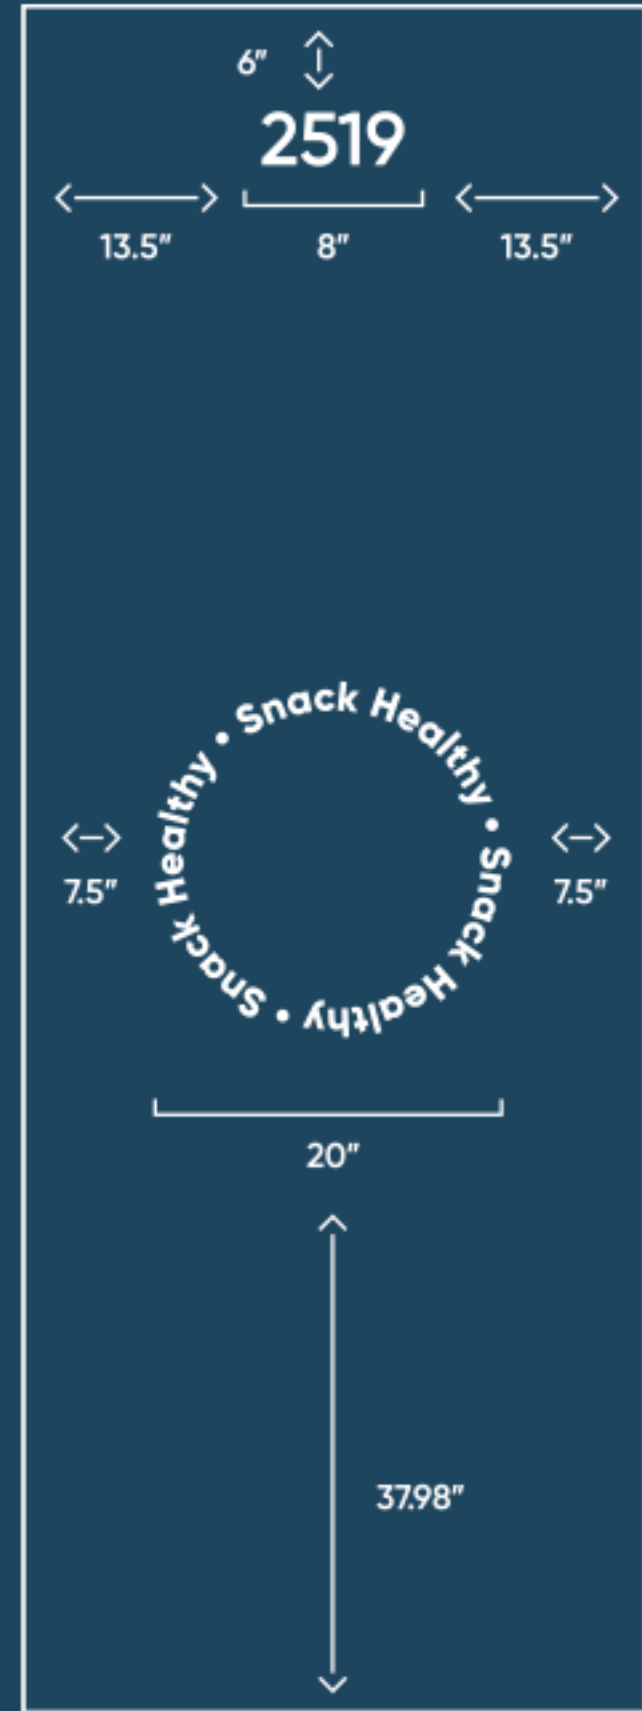 6"
2519
13.5" 8" 13.5"
Snack Healthy • Snack Healthy • Snack Healthy •
7.5" 7.5"
20"
37.98"